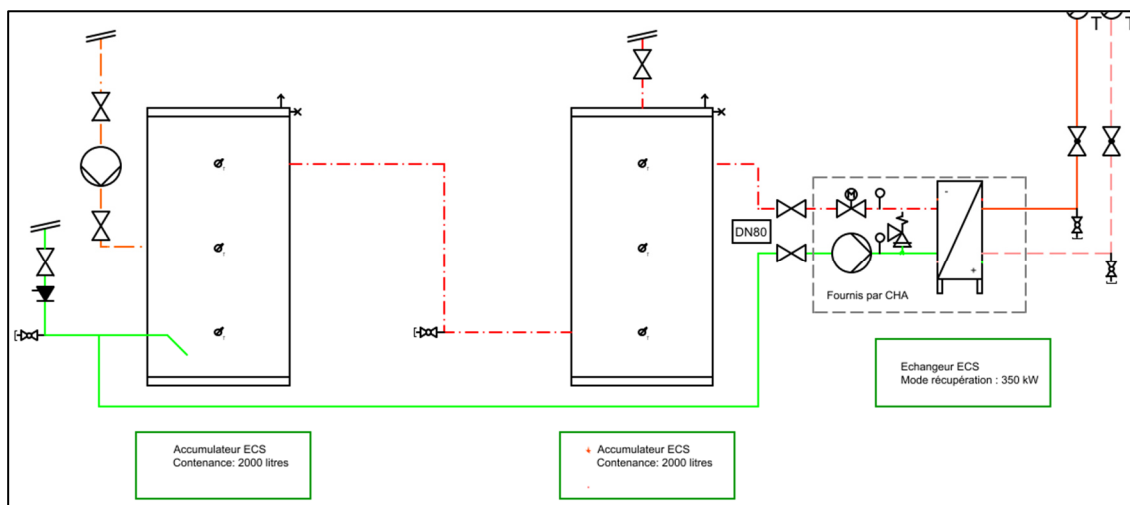 T
T
M
DN80
-
+
Fournis par CHA
Echangeur ECS
Mode récupération : 350 kW
Accumulateur ECS
Contenance: 2000 litres
Accumulateur ECS
Contenance: 2000 litres